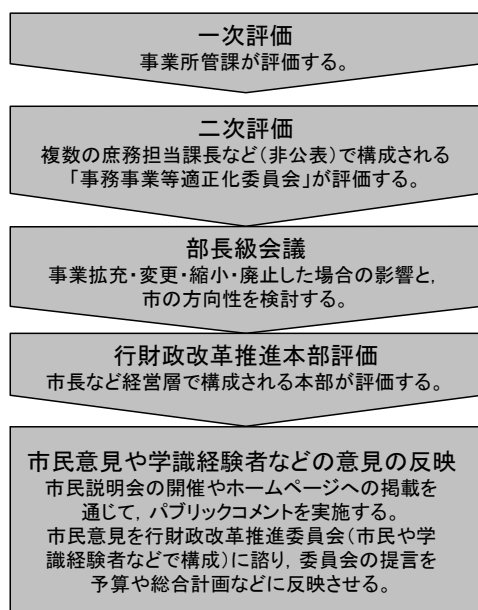 一次評価
事業所管課が評価する。
二次評価
複数の庶務担当課長など(非公表)で構成される
「事務事業等適正化委員会」が評価する。
部長級会議
事業拡充・変更・縮小・廃止した場合の影響と，
市の方向性を検討する。
行財政改革推進本部評価
市長など経営層で構成される本部が評価する。
市民意見や学識経験者などの意見の反映
市民説明会の開催やホームページへの掲載を
通じて，パブリックコメントを実施する。
市民意見を行財政改革推進委員会(市民や学
識経験者などで構成)に諮り，委員会の提言を
予算や総合計画などに反映させる。